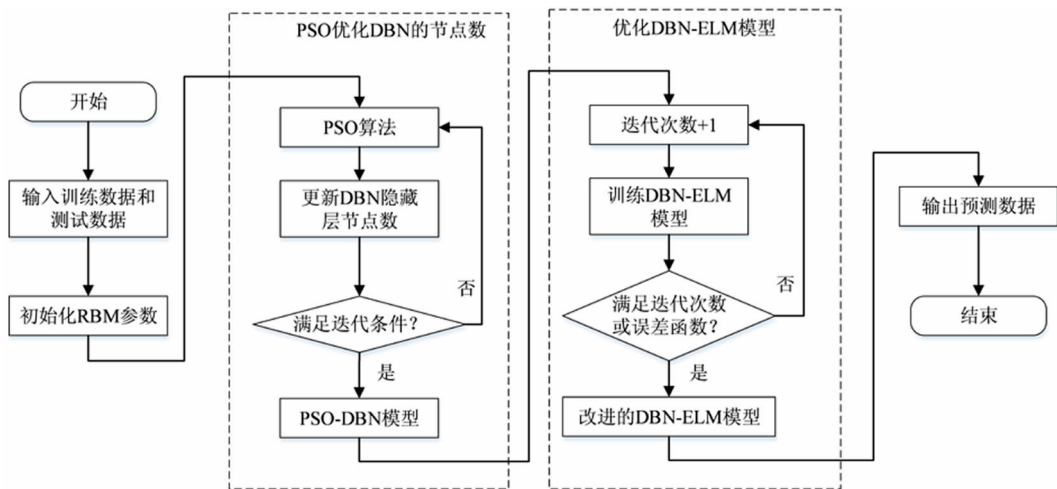 开始
输入训练数据和
测试数据
初始化RBM参数
PSO优化DBN的节点数
PSO算法
更新DBN隐藏
层节点数
满足迭代条件？
否
是
PSO-DBN模型
优化DBN-ELM模型
迭代次数+1
训练DBN-ELM
模型
满足迭代次数
或误差函数？
否
是
改进的DBN-ELM模型
输出预测数据
结束